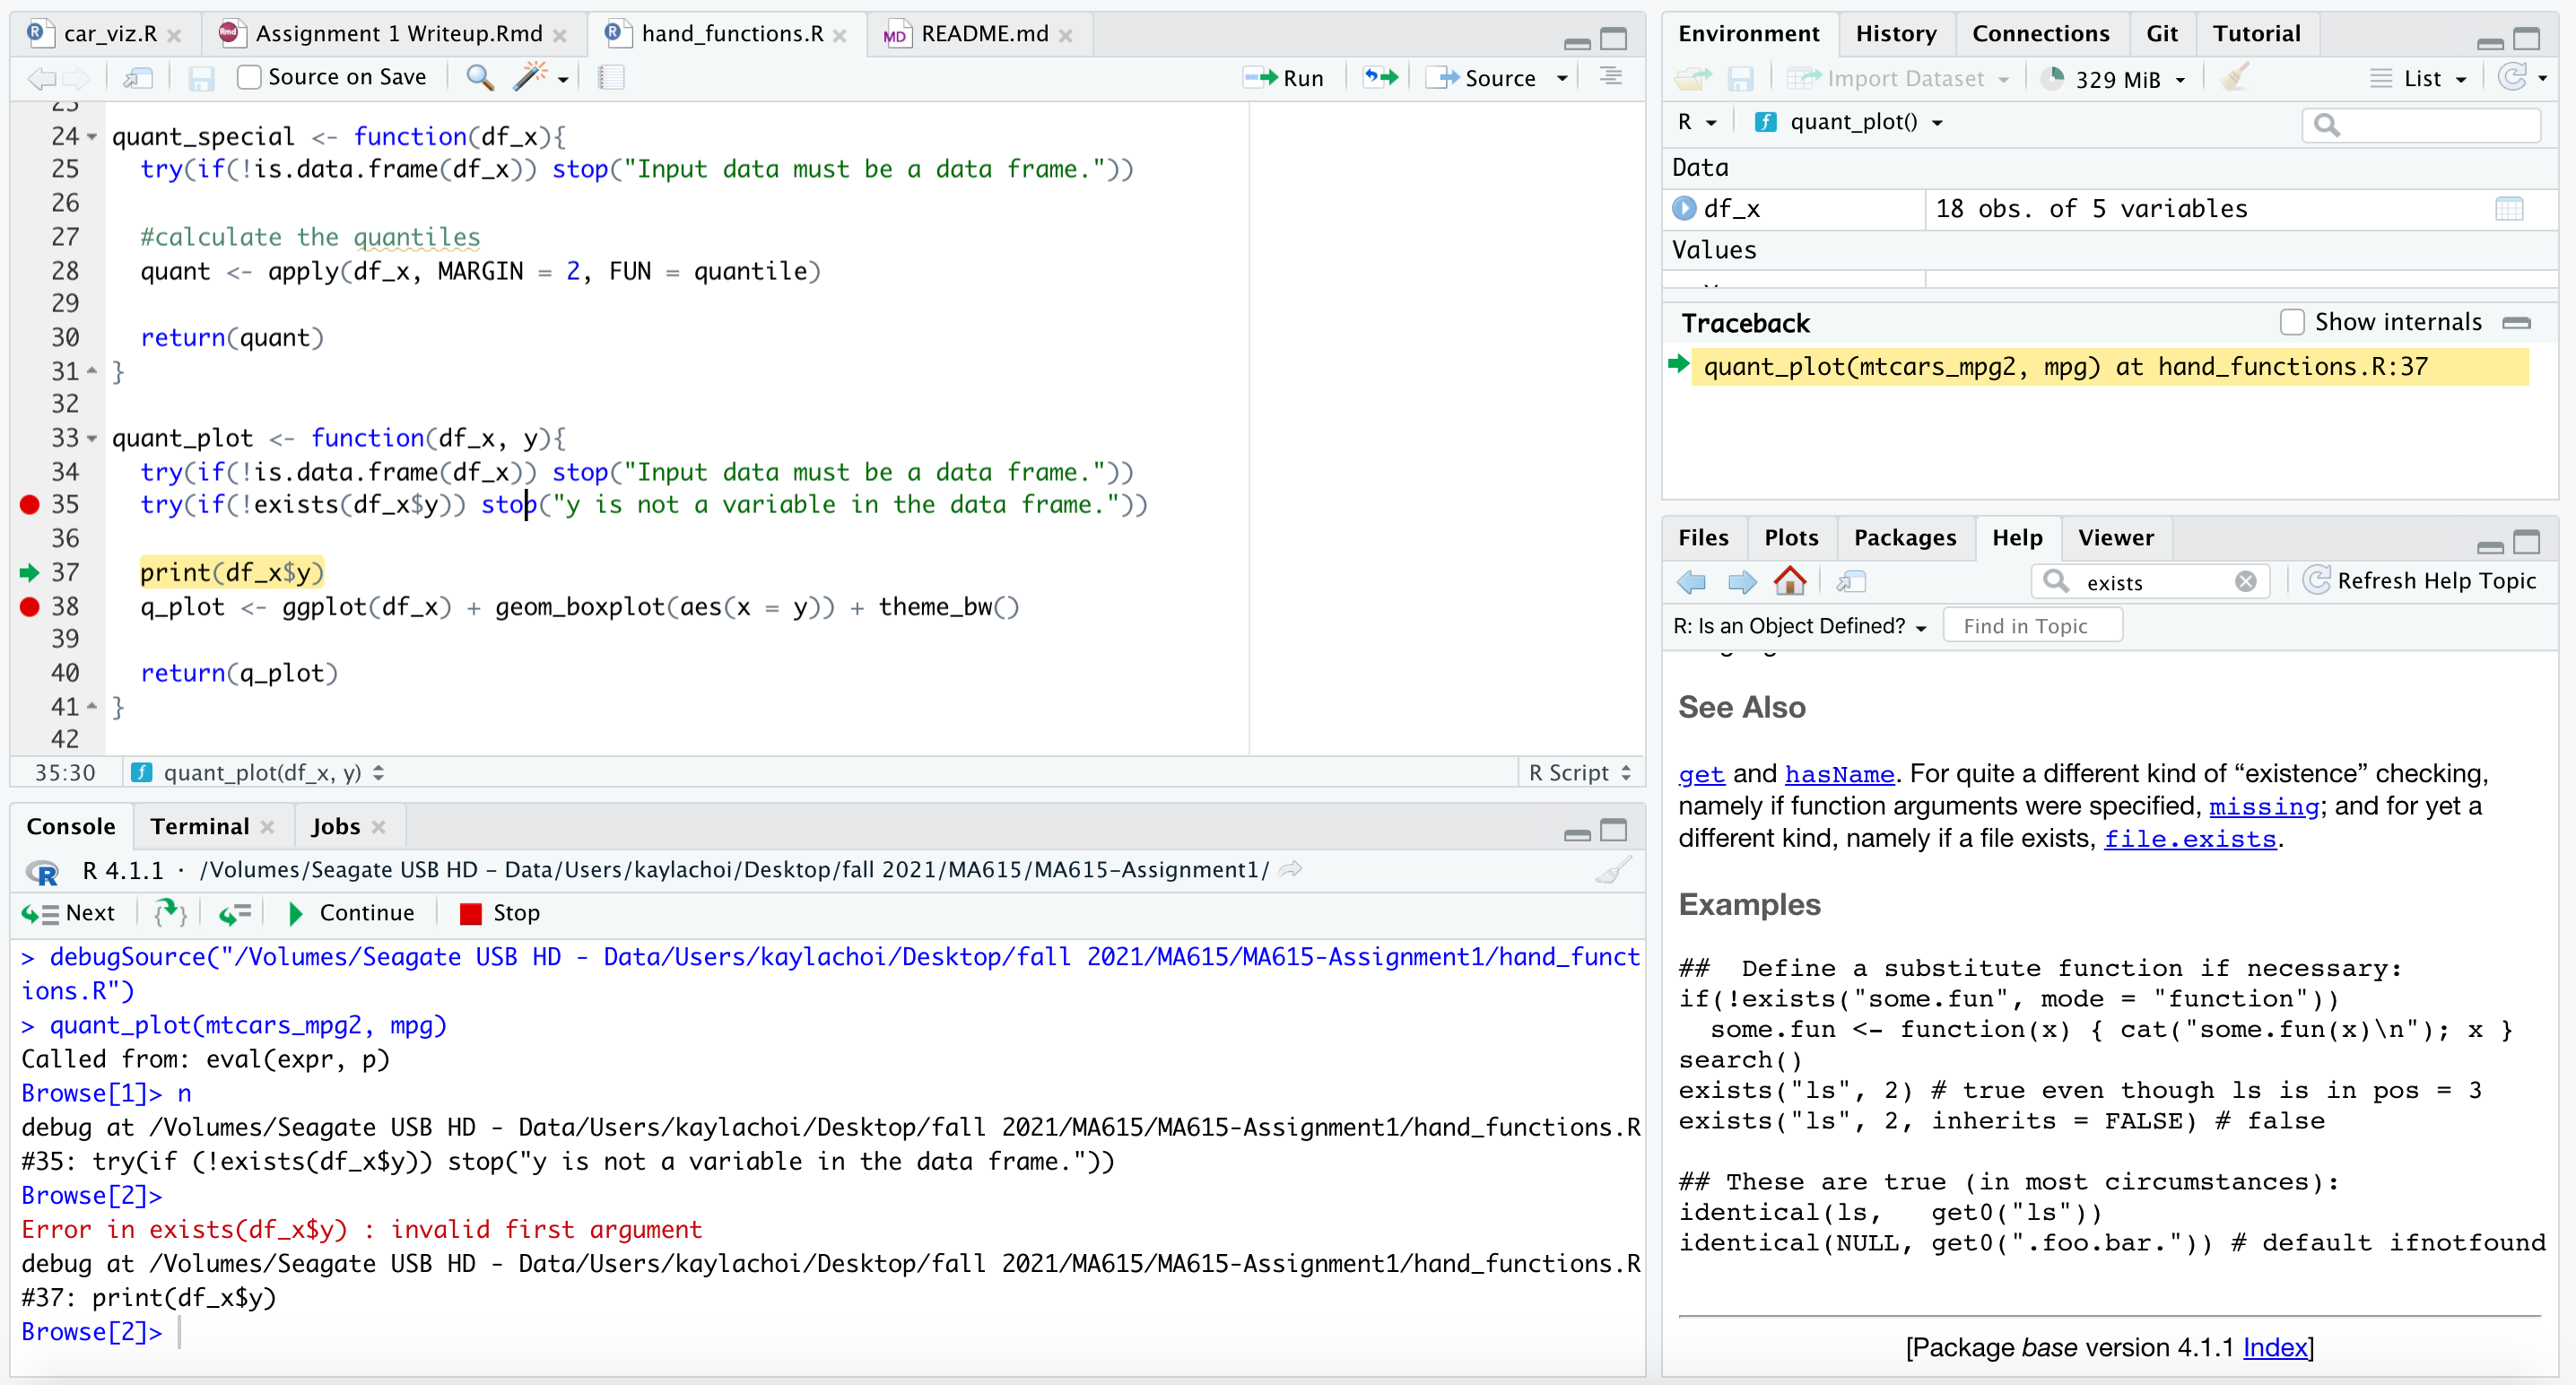 car_viz.R
Assignment 1 Writeup.Rmd
hand_functions.R
README.md
Source on Save
Run
Source
24 quant_special <- function(df_x){
25 try(if(!is.data.frame(df_x)) stop("Input data must be a data frame."))
26
27 #calculate the quantiles
28 quant <- apply(df_x, MARGIN = 2, FUN = quantile)
29
30 return(quant)
31 }
32
33 quant_plot <- function(df_x, y){
34 try(if(!is.data.frame(df_x)) stop("Input data must be a data frame."))
35 try(if(!exists(df_x$y)) stop("y is not a variable in the data frame."))
36
37 print(df_x$y)
38 q_plot <- ggplot(df_x) + geom_boxplot(aes(x = y)) + theme_bw()
39
40 return(q_plot)
41 }
42
35:30 quant_plot(df_x, y) R Script
Console Terminal Jobs
R 4.1.1 · /Volumes/Seagate USB HD – Data/Users/kaylachoi/Desktop/fall 2021/MA615/MA615-Assignment1/
Next Continue Stop
> debugSource("/Volumes/Seagate USB HD - Data/Users/kaylachoi/Desktop/fall 2021/MA615/MA615-Assignment1/hand_funct
ions.R")
> quant_plot(mtcars_mpg2, mpg)
Called from: eval(expr, p)
Browse[1]> n
debug at /Volumes/Seagate USB HD - Data/Users/kaylachoi/Desktop/fall 2021/MA615/MA615-Assignment1/hand_functions.R
#35: try(if (!exists(df_x$y)) stop("y is not a variable in the data frame."))
Browse[2]>
Error in exists(df_x$y) : invalid first argument
debug at /Volumes/Seagate USB HD - Data/Users/kaylachoi/Desktop/fall 2021/MA615/MA615-Assignment1/hand_functions.R
#37: print(df_x$y)
Browse[2]>
Environment History Connections Git Tutorial
Import Dataset 329 MiB List
R quant_plot()
Data
df_x 18 obs. of 5 variables
Values
Traceback Show internals
quant_plot(mtcars_mpg2, mpg) at hand_functions.R:37
Files Plots Packages Help Viewer
exists Refresh Help Topic
R: Is an Object Defined? Find in Topic
See Also
get and hasName. For quite a different kind of “existence” checking,
namely if function arguments were specified, missing; and for yet a
different kind, namely if a file exists, file.exists.
Examples
##  Define a substitute function if necessary:
if(!exists("some.fun", mode = "function"))
some.fun <- function(x) { cat("some.fun(x)\n"); x }
search()
exists("ls", 2) # true even though ls is in pos = 3
exists("ls", 2, inherits = FALSE) # false
## These are true (in most circumstances):
identical(ls,   get0("ls"))
identical(NULL, get0(".foo.bar.")) # default ifnotfound
[Package base version 4.1.1 Index]